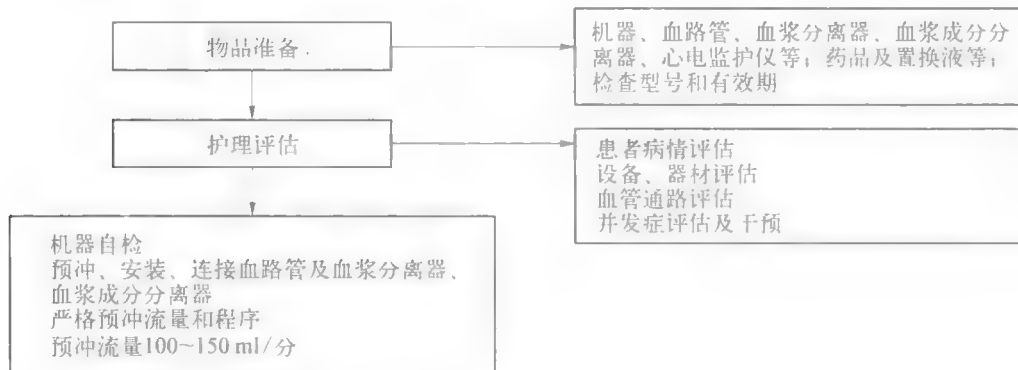 物品准备
机器、血路管、血浆分离器、血浆成分分
离器、心电监护仪等；药品及置换液等；
检查型号和有效期
护理评估
患者病情评估
设备、器材评估
血管通路评估
并发症评估及干预
机器自检
预冲、安装、连接血路管及血浆分离器、
血浆成分分离器
严格预冲流量和程序
预冲流量100~150 ml/分